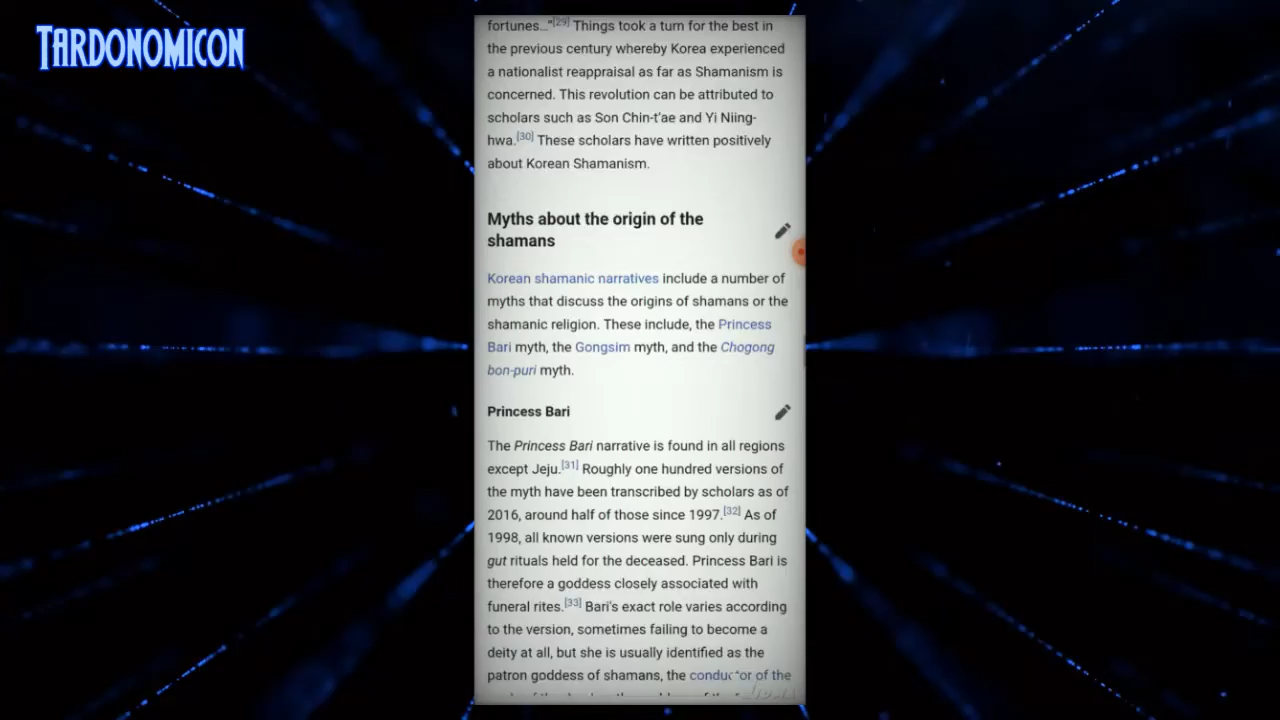 TARDONOMICON
fortunes..."[29] Things took a turn for the best in
the previous century whereby Korea experienced
a nationalist reappraisal as far as Shamanism is
concerned. This revolution can be attributed to
scholars such as Son Chin-t'ae and Yi Niing-
hwa.[30] These scholars have written positively
about Korean Shamanism.
Myths about the origin of the
shamans
Korean shamanic narratives include a number of
myths that discuss the origins of shamans or the
shamanic religion. These include, the Princess
Bari myth, the Gongsim myth, and the Chogong
bon-puri myth.
Princess Bari
The Princess Bari narrative is found in all regions
except Jeju.[31] Roughly one hundred versions of
the myth have been transcribed by scholars as of
2016, around half of those since 1997.[32] As of
1998, all known versions were sung only during
gut rituals held for the deceased. Princess Bari is
therefore a goddess closely associated with
funeral rites.[33] Bari's exact role varies according
to the version, sometimes failing to become a
deity at all, but she is usually identified as the
patron goddess of shamans, the conductor of the